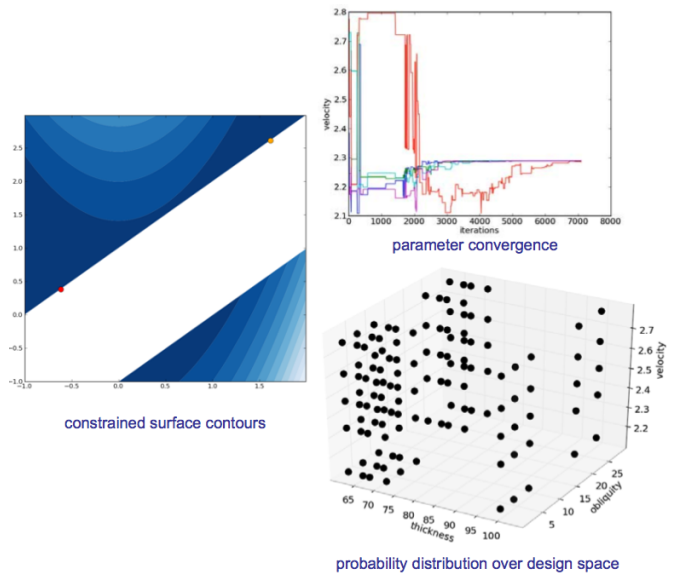 2.8
2.7
2.6
2.5
2.4
2.3
2.2
2.1
velocity
0 1000 2000 3000 4000 5000 6000 7000 8000
iterations
parameter convergence
2.5
2.0
1.5
1.0
0.5
0.0
−0.5
−1.0
−1.0 −0.5 0.0 0.5 1.0 1.5
constrained surface contours
2.7
2.6
2.5
2.4
2.3
2.2
velocity
65 70 75 80 85 90 95 100
thickness
5 10 15 20 25
obliquity
probability distribution over design space